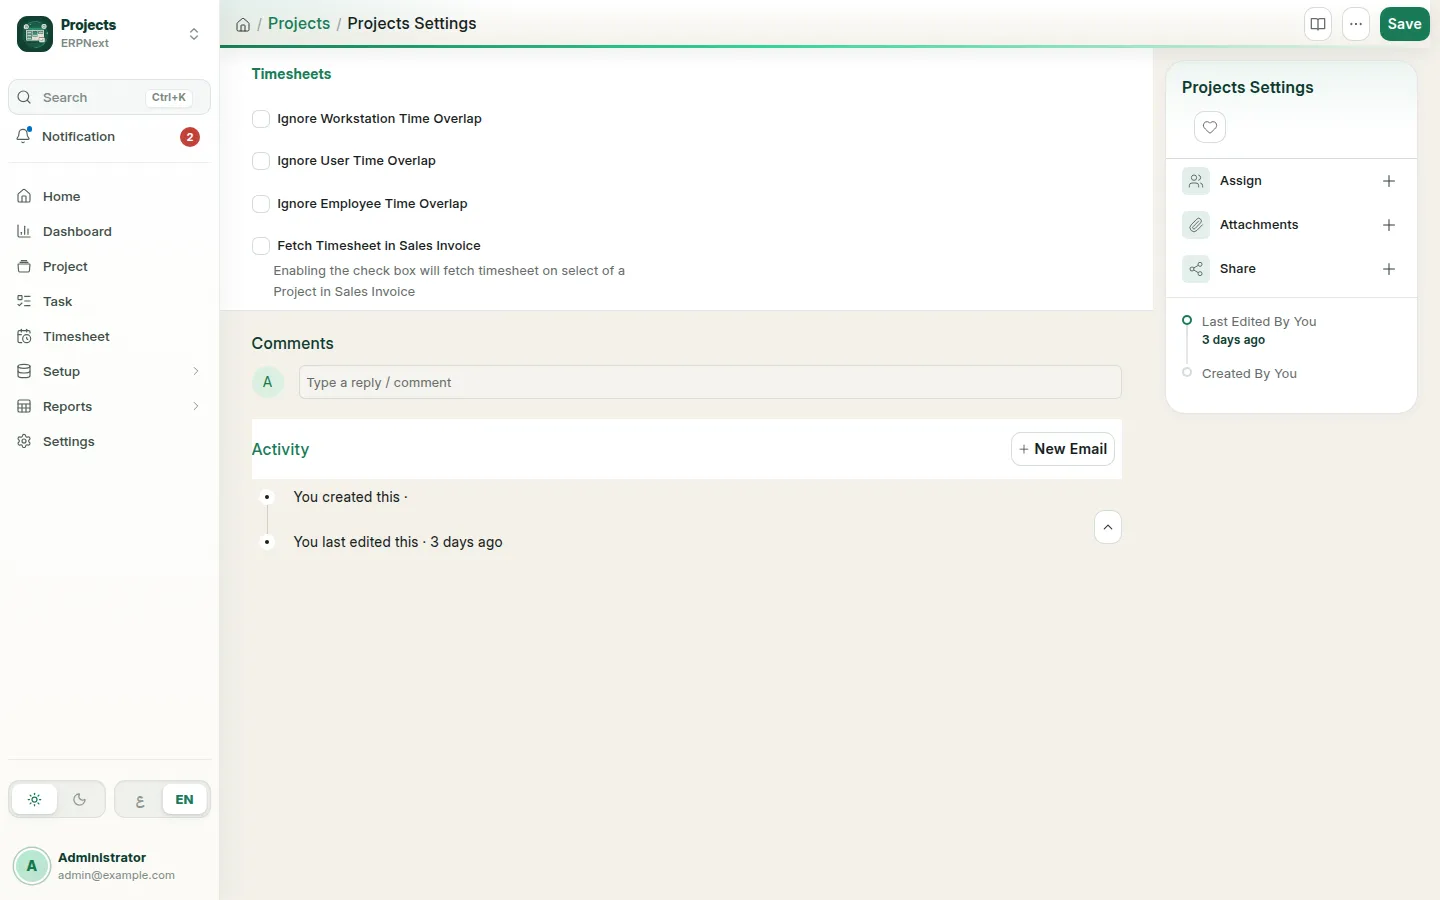 Projects
ERPNext
Search
Ctrl+K
Notification
2
Home
Dashboard
Project
Task
Timesheet
Setup
Reports
Settings
ع
EN
A
Administrator
admin@example.com
/ Projects / Projects Settings
Save
Timesheets
Ignore Workstation Time Overlap
Ignore User Time Overlap
Ignore Employee Time Overlap
Fetch Timesheet in Sales Invoice
Enabling the check box will fetch timesheet on select of a
Project in Sales Invoice
Comments
A
Type a reply / comment
Activity
New Email
You created this ·
You last edited this · 3 days ago
Projects Settings
Assign
Attachments
Share
Last Edited By You
3 days ago
Created By You